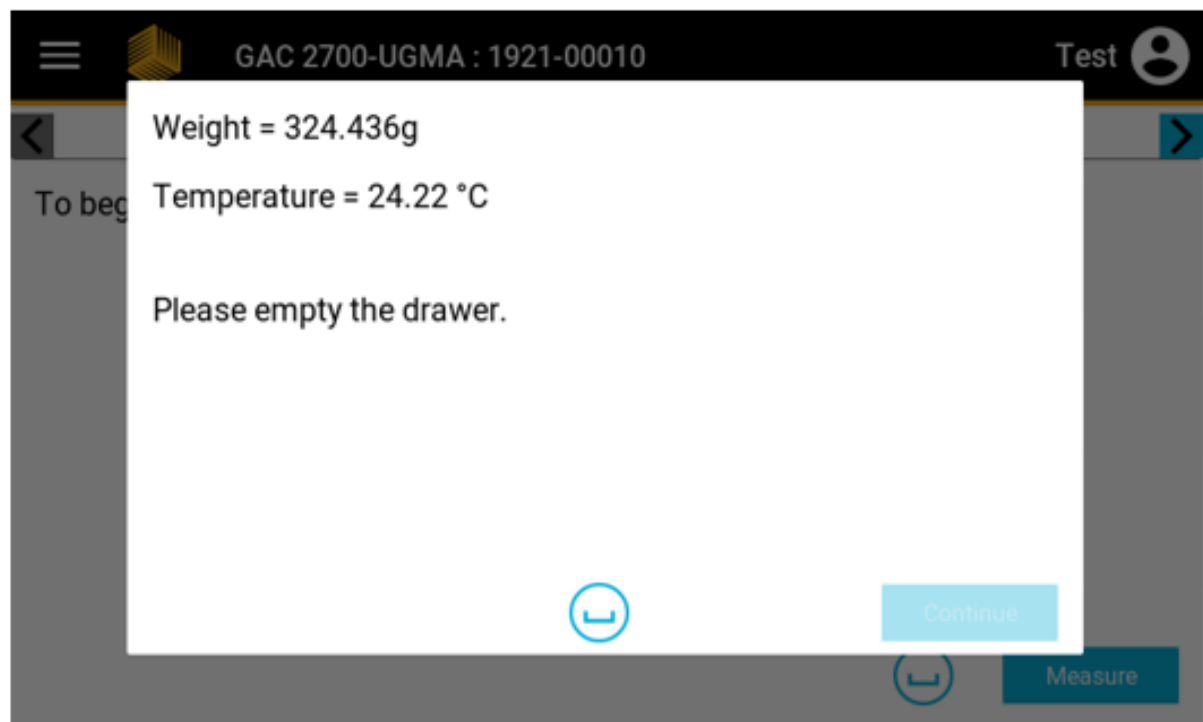 GAC 2700-UGMA : 1921-00010
Test
Weight = 324.436g
To beg
Temperature = 24.22 °C
Please empty the drawer.
Continue
Measure